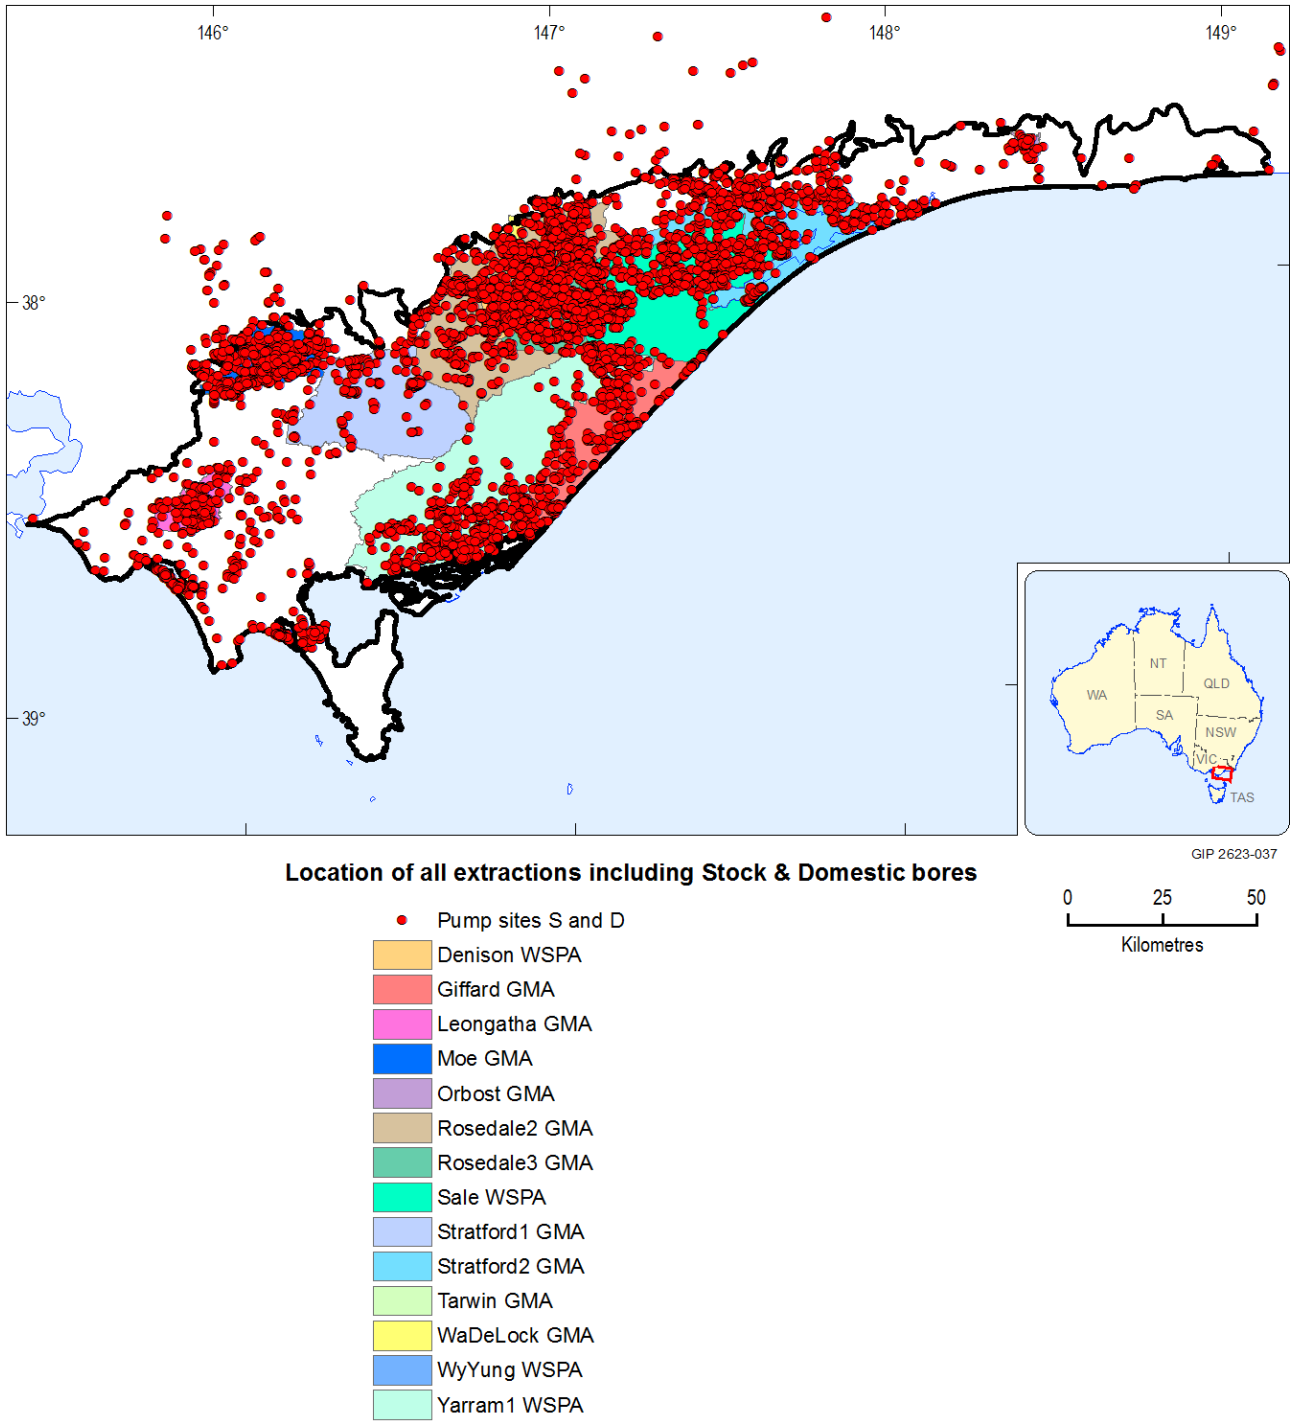 146°
147°
148°
149°
38°
39°
NT
QLD
WA
SA
NSW
VIC
TAS
GIP 2623-037
Location of all extractions including Stock & Domestic bores
0 25 50
Kilometres
Pump sites S and D
Denison WSPA
Giffard GMA
Leongatha GMA
Moe GMA
Orbost GMA
Rosedale2 GMA
Rosedale3 GMA
Sale WSPA
Stratford1 GMA
Stratford2 GMA
Tarwin GMA
WaDeLock GMA
WyYung WSPA
Yarram1 WSPA